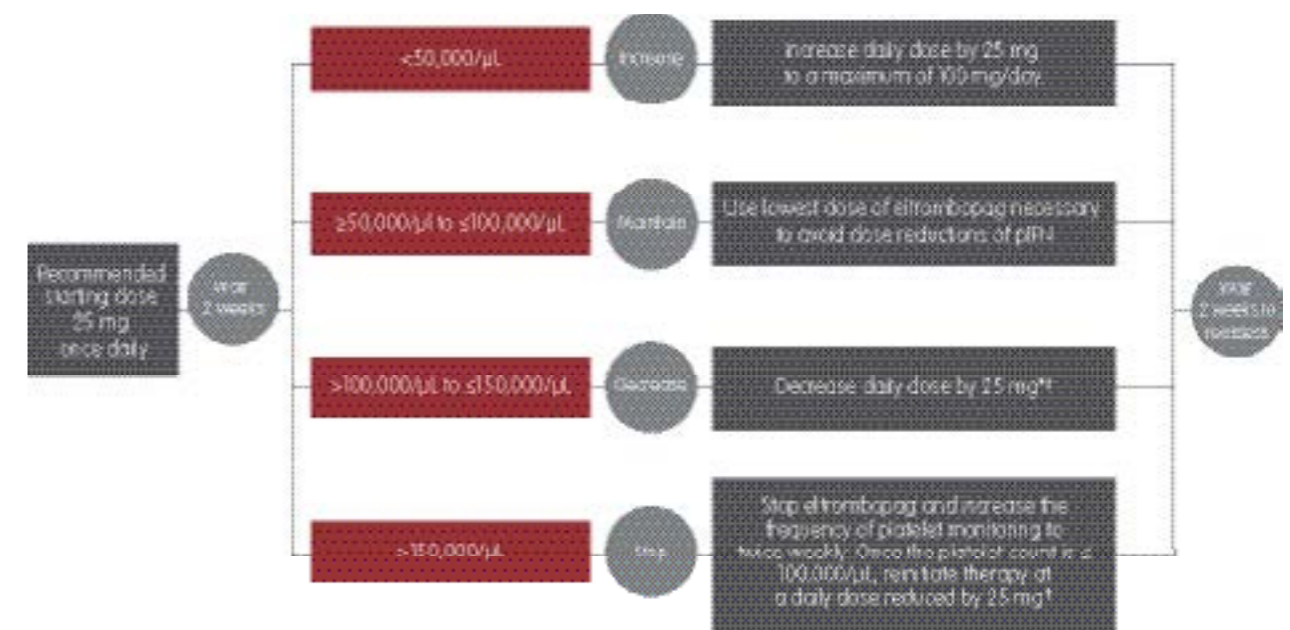 Recommended
starting dose
25 mg
once daily
Wait
2 weeks
<50,000/µL
Increase
Increase daily dose by 25 mg
to a maximum of 100 mg/day
≥50,000/µl to ≤100,000/µL
Maintain
Use lowest dose of eltrombopag necessary
to avoid dose reductions of pIFN
>100,000/µL to ≤150,000/µL
Decrease
Decrease daily dose by 25 mg*†
>150,000/µL
Stop
Stop eltrombopag and increase the
frequency of platelet monitoring to
twice weekly. Once the platelet count is ≤
100,000/µL, reinitiate therapy at
a daily dose reduced by 25 mg†
Wait
2 weeks to
reassess